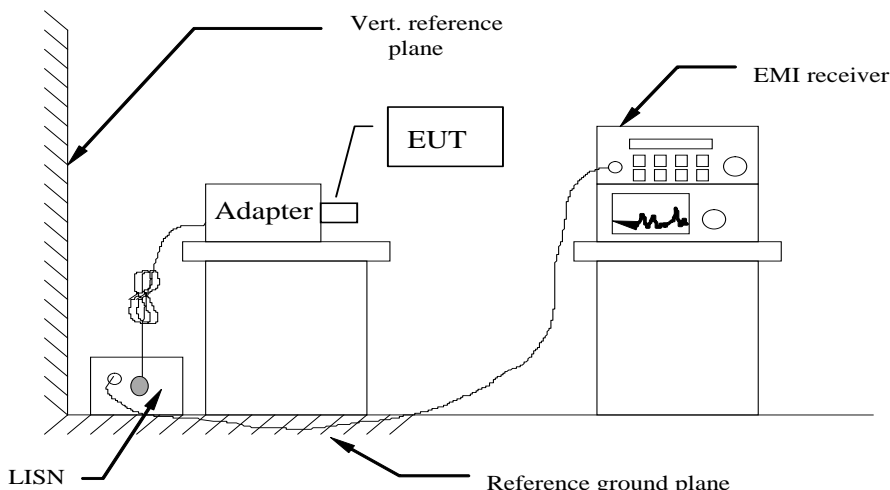 Vert. reference
plane
EMI receiver
EUT
Adapter
LISN
Reference ground plane